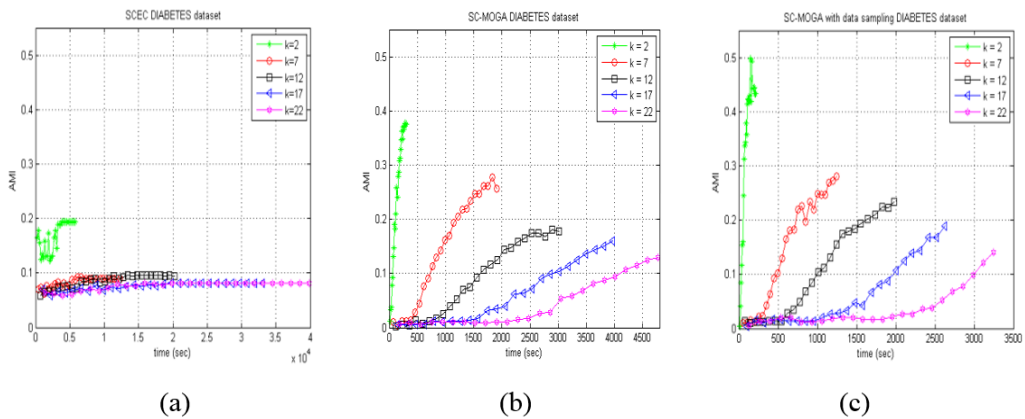 SCEC DIABETES dataset
0.5
0.4
0.3
0.2
0.1
0
AMI
k=2
k=7
k=12
k=17
k=22
0 0.5 1 1.5 2 2.5 3 3.5 4
x 10^4
time (sec)
(a)
SC-MOGA DIABETES dataset
0.5
0.4
0.3
0.2
0.1
0
AMI
k = 2
k = 7
k = 12
k = 17
k = 22
0 500 1000 1500 2000 2500 3000 3500 4000 4500
time (sec)
(b)
SC-MOGA with data sampling DIABETES dataset
0.5
0.4
0.3
0.2
0.1
0
AMI
k = 2
k = 7
k = 12
k = 17
k = 22
0 500 1000 1500 2000 2500 3000 3500
time (sec)
(c)